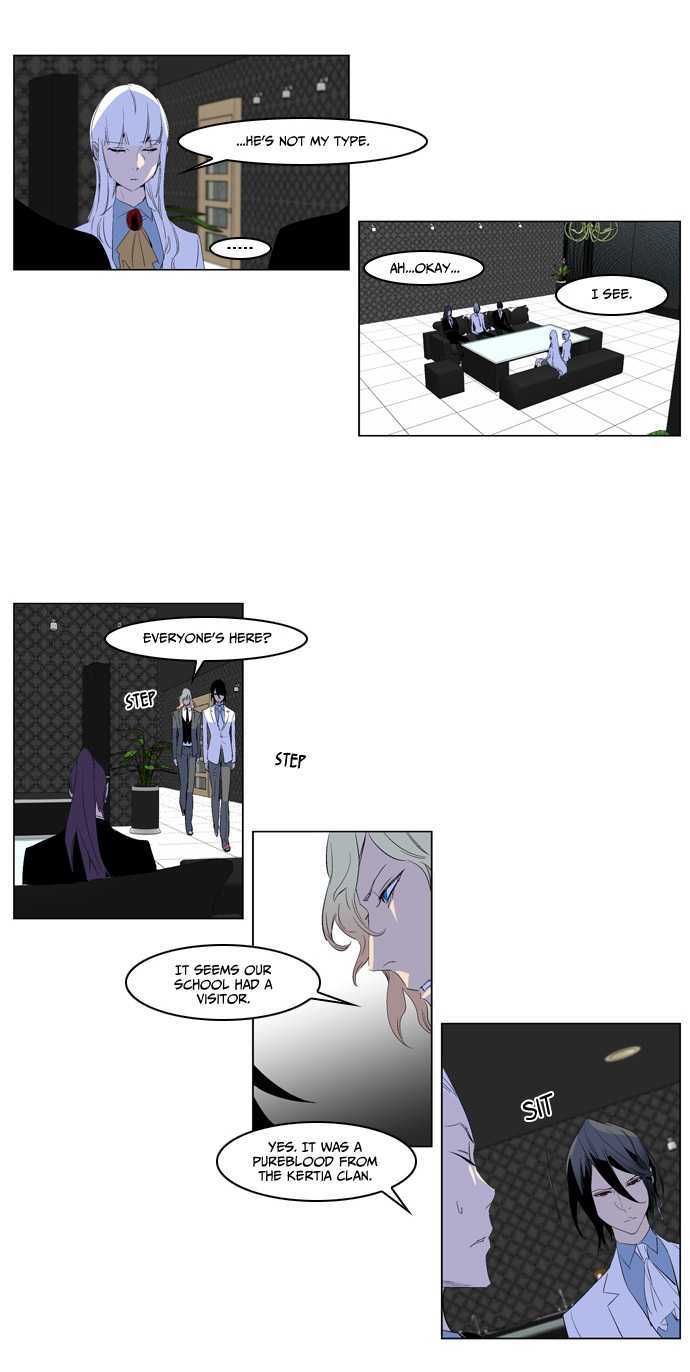 ...HE'S NOT MY TYPE.
.....
AH...OKAY...
I SEE.
EVERYONE'S HERE?
STEP
STEP
IT SEEMS OUR
SCHOOL HAD A
VISITOR.
YES. IT WAS A
PUREBLOOD FROM
THE KERTIA CLAN.
SIT